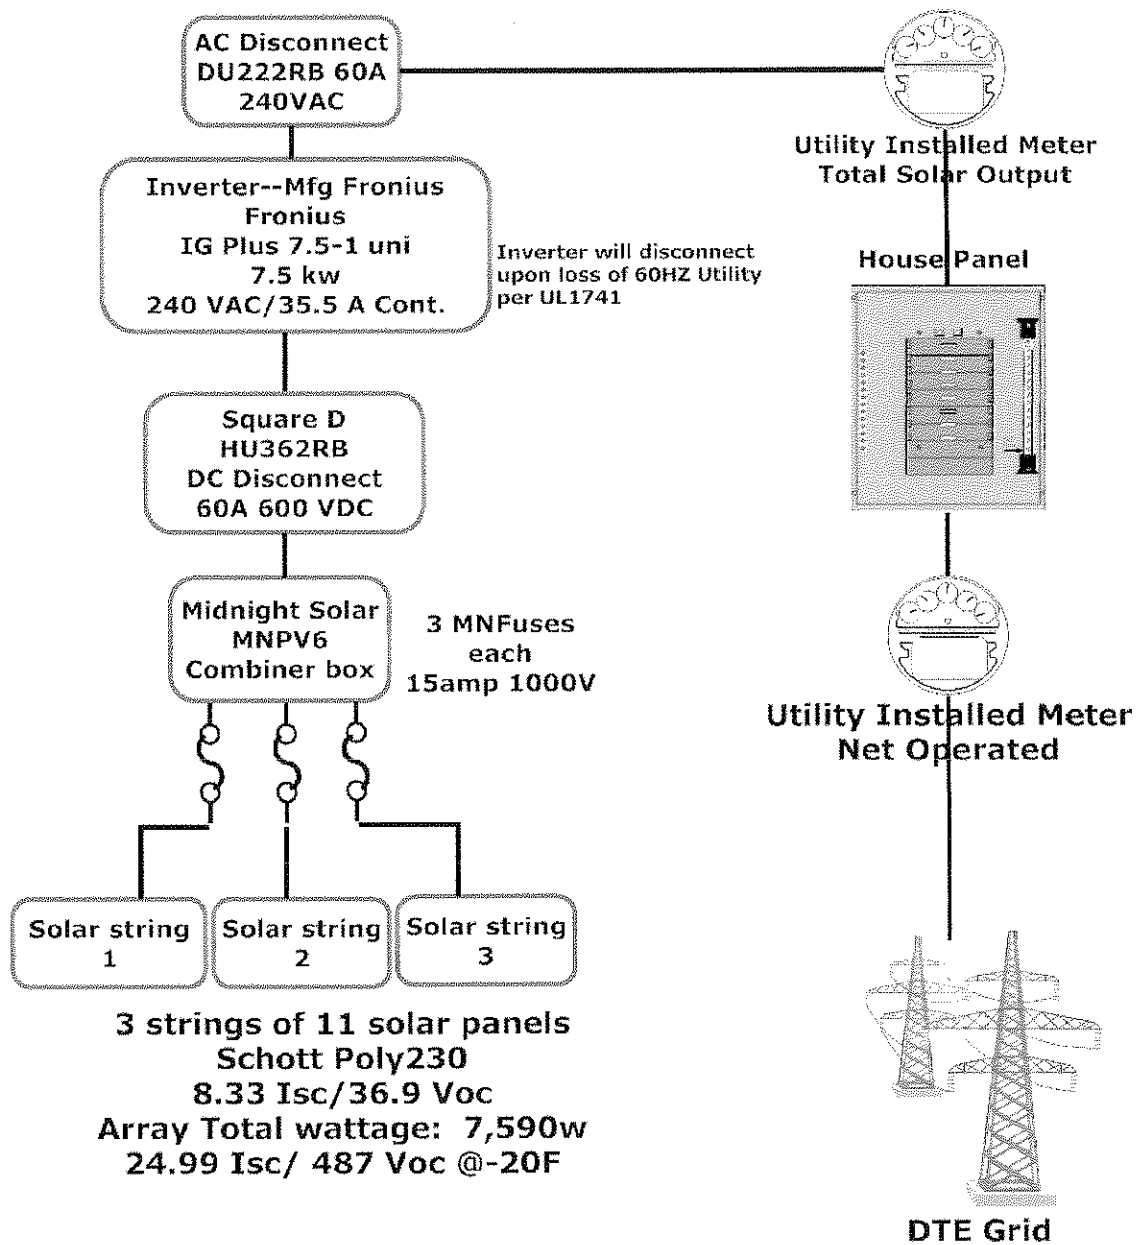 AC Disconnect
DU222RB 60A
240VAC
Utility Installed Meter
Total Solar Output
Inverter--Mfg Fronius
Fronius
IG Plus 7.5-1 uni
7.5 kw
240 VAC/35.5 A Cont.
Inverter will disconnect
upon loss of 60HZ Utility
per UL1741
House Panel
Square D
HU362RB
DC Disconnect
60A 600 VDC
Midnight Solar
MNPV6
Combiner box
3 MNFuses
each
15amp 1000V
Utility Installed Meter
Net Operated
Solar string
1
Solar string
2
Solar string
3
3 strings of 11 solar panels
Schott Poly230
8.33 Isc/36.9 Voc
Array Total wattage: 7,590w
24.99 Isc/ 487 Voc @-20F
DTE Grid